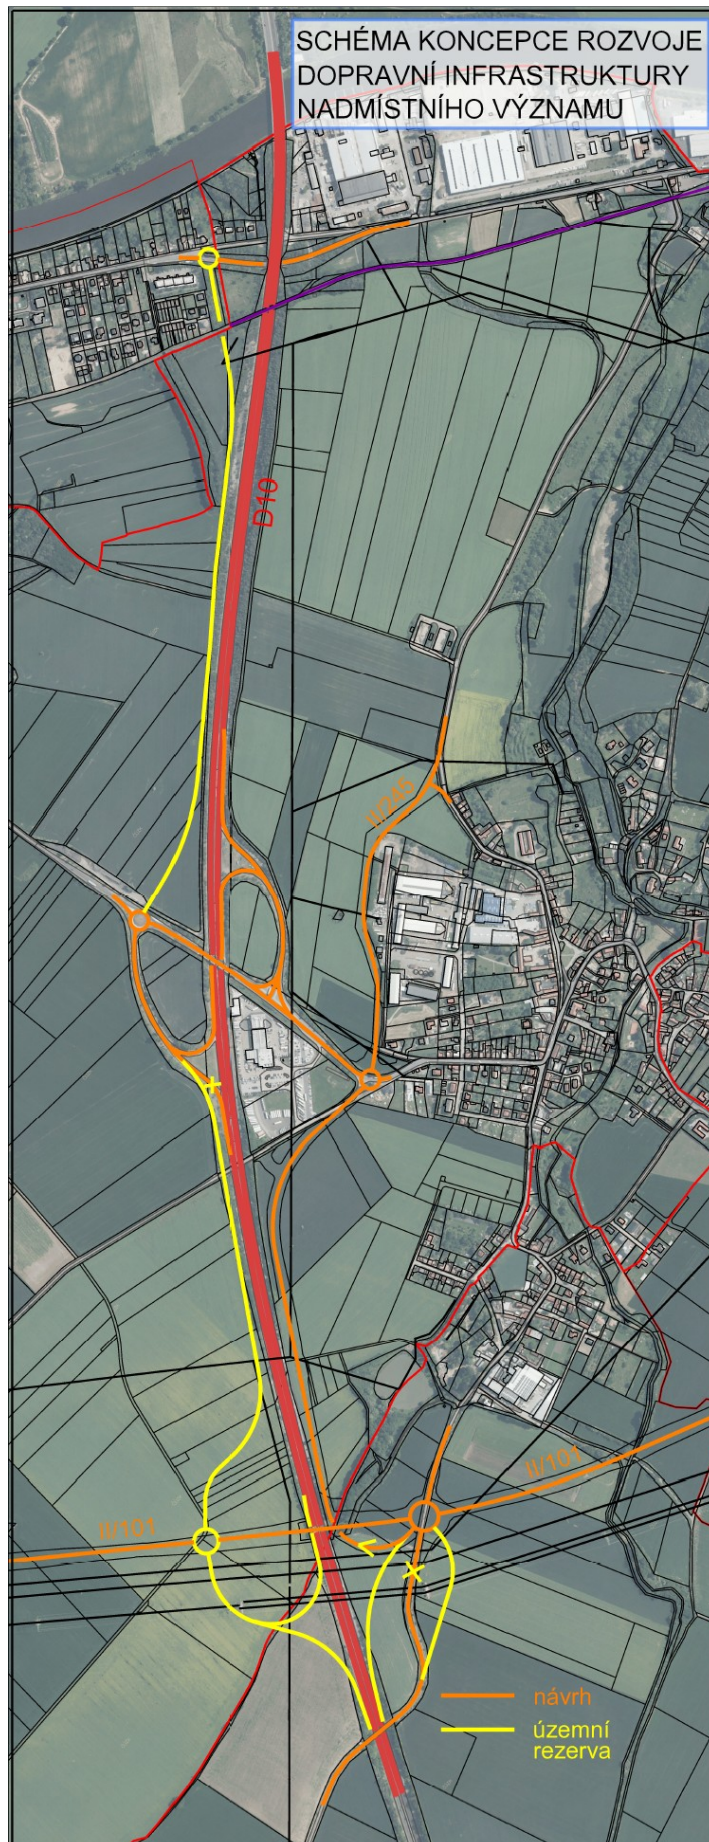 SCHÉMA KONCEPCE ROZVOJE
DOPRAVNÍ INFRASTRUKTURY
NADMÍSTNÍHO VÝZNAMU
D10
II/245
II/101
II/101
návrh
územní
rezerva